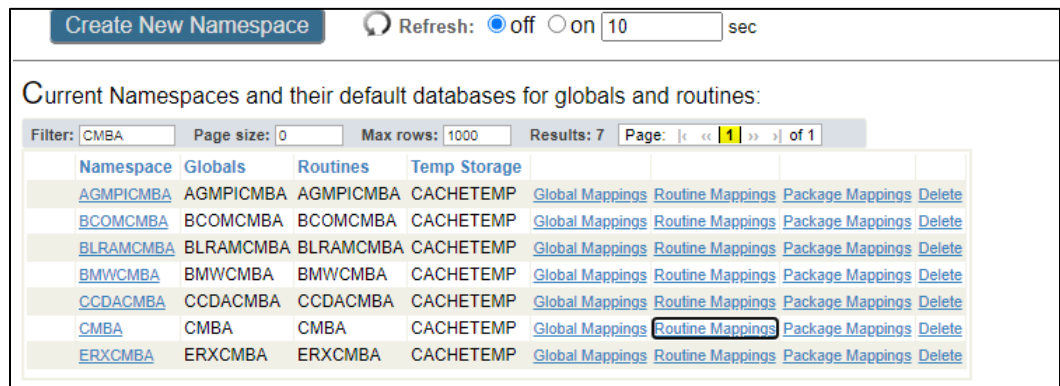 Create New Namespace Refresh: off on 10 sec
Current Namespaces and their default databases for globals and routines:
Filter: CMBA Page size: 0 Max rows: 1000 Results: 7 Page: |< << 1 >> >| of 1
Namespace Globals Routines Temp Storage
AGMPICMBA AGMPICMBA AGMPICMBA CACHETEMP Global Mappings Routine Mappings Package Mappings Delete
BCOMCMBA BCOMCMBA BCOMCMBA CACHETEMP Global Mappings Routine Mappings Package Mappings Delete
BLRAMCMBA BLRAMCMBA BLRAMCMBA CACHETEMP Global Mappings Routine Mappings Package Mappings Delete
BMWCMBA BMWCMBA BMWCMBA CACHETEMP Global Mappings Routine Mappings Package Mappings Delete
CCDACMBA CCDACMBA CCDACMBA CACHETEMP Global Mappings Routine Mappings Package Mappings Delete
CMBA CMBA CMBA CACHETEMP Global Mappings Routine Mappings Package Mappings Delete
ERXCMBA ERXCMBA ERXCMBA CACHETEMP Global Mappings Routine Mappings Package Mappings Delete